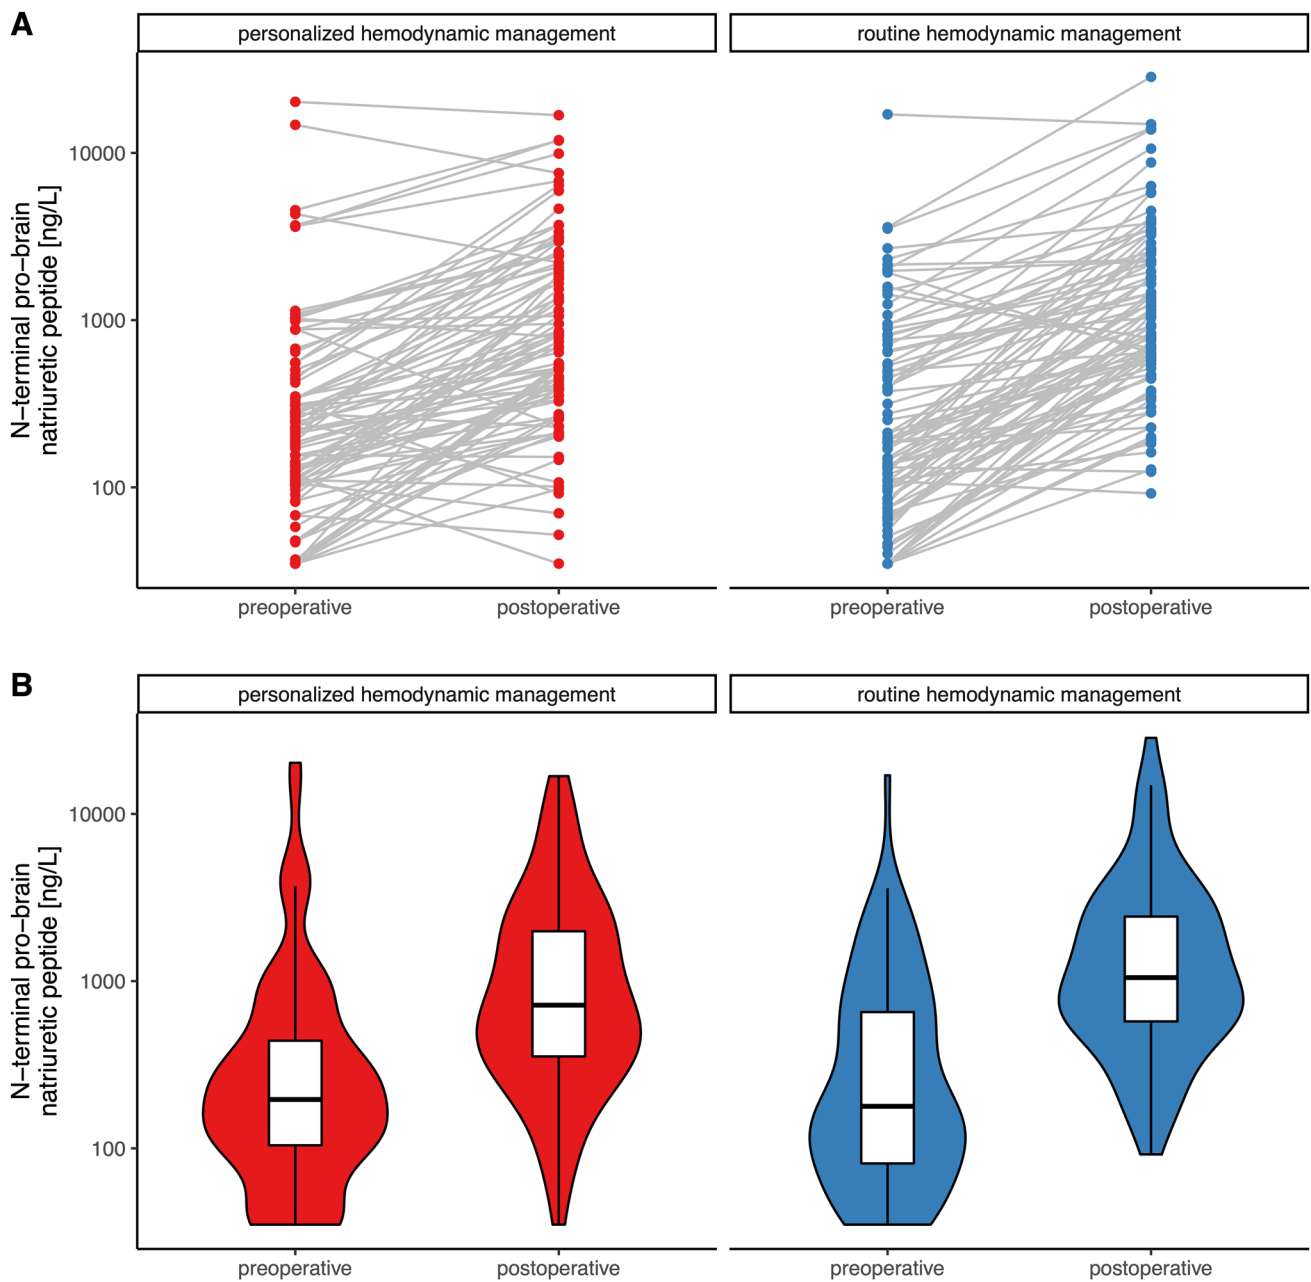 A
personalized hemodynamic management
routine hemodynamic management
N−terminal pro−brain
natriuretic peptide [ng/L]
10000
1000
100
preoperative
postoperative
preoperative
postoperative
B
personalized hemodynamic management
routine hemodynamic management
N−terminal pro−brain
natriuretic peptide [ng/L]
10000
1000
100
preoperative
postoperative
preoperative
postoperative